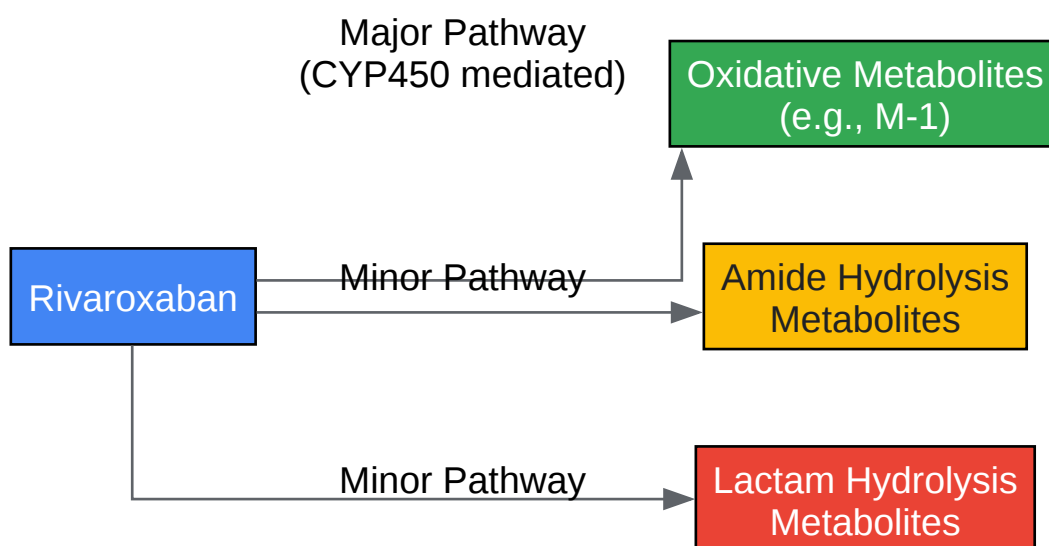 Major Pathway
(CYP450 mediated)
Oxidative Metabolites
(e.g., M-1)
Rivaroxaban
Minor Pathway
Amide Hydrolysis
Metabolites
Minor Pathway
Lactam Hydrolysis
Metabolites